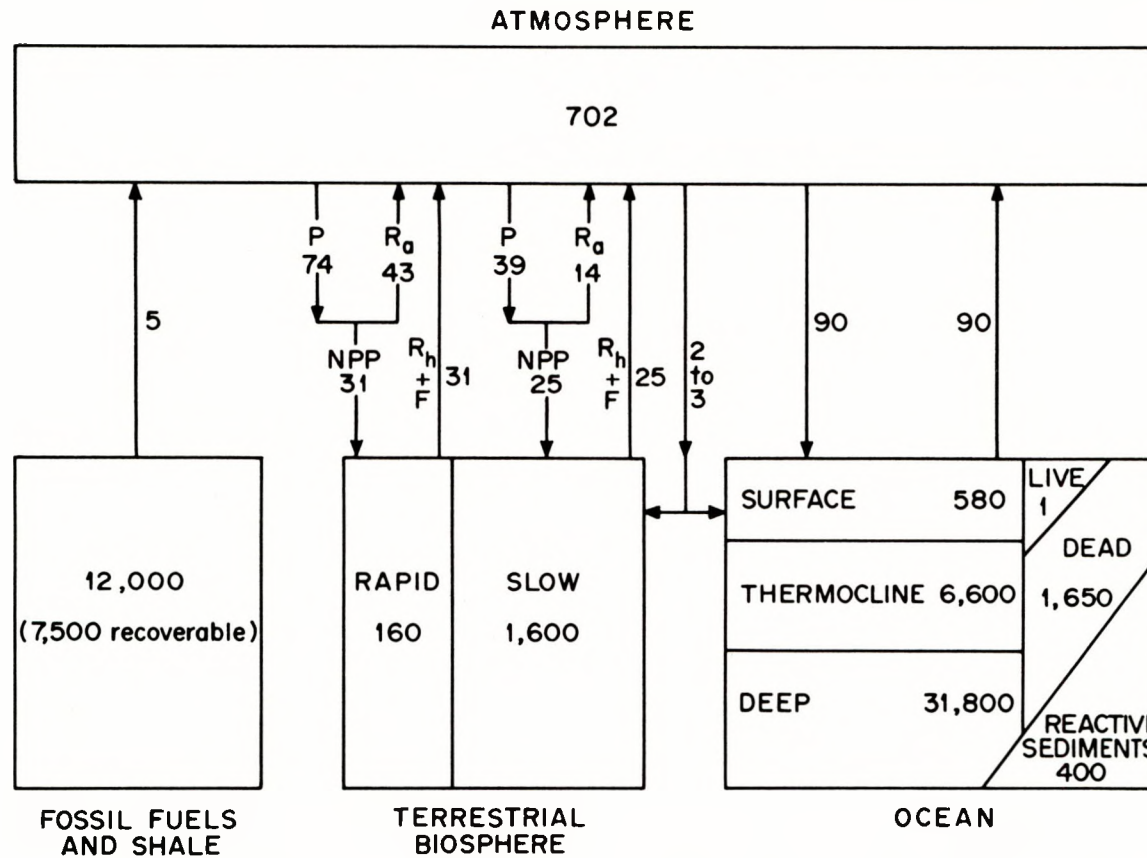 ATMOSPHERE
702
5
P
74
Ra
43
NPP
31
Rh
+
F
31
P
39
Ra
14
NPP
25
Rh
+
F
25
2
to
3
90
90
12,000
(7,500 recoverable)
RAPID
160
SLOW
1,600
SURFACE 580
THERMOCLINE 6,600
DEEP 31,800
LIVE
1
DEAD
1,650
REACTIV
SEDIMENTS
400
FOSSIL FUELS
AND SHALE
TERRESTRIAL
BIOSPHERE
OCEAN